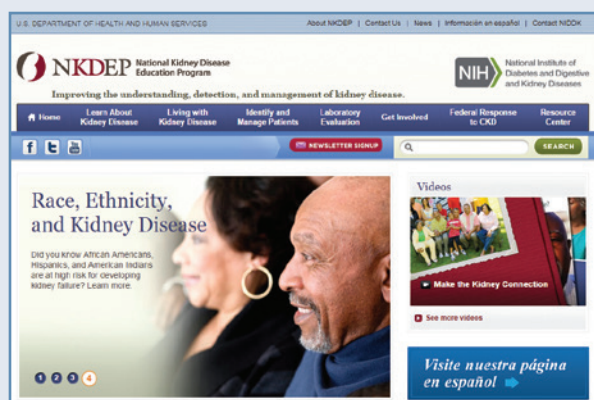 U.S. DEPARTMENT OF HEALTH AND HUMAN SERVICES
About NKDEP | Contact Us | News | Información en español | Contact NIDDK
NKDEP National Kidney Disease
Education Program
Improving the understanding, detection, and management of kidney disease.
NIH National Institute of
Diabetes and Digestive
and Kidney Diseases
Home
Learn About
Kidney Disease
Living with
Kidney Disease
Identify and
Manage Patients
Laboratory
Evaluation
Get Involved
Federal Response
to CKD
Resource
Center
f t You
NEWSLETTER SIGNUP
SEARCH
Race, Ethnicity,
and Kidney Disease
Did you know African Americans,
Hispanics, and American Indians
are at high risk for developing
kidney failure? Learn more.
1 2 3 4
Videos
Make the Kidney Connection
See more videos
Visite nuestra página
en español